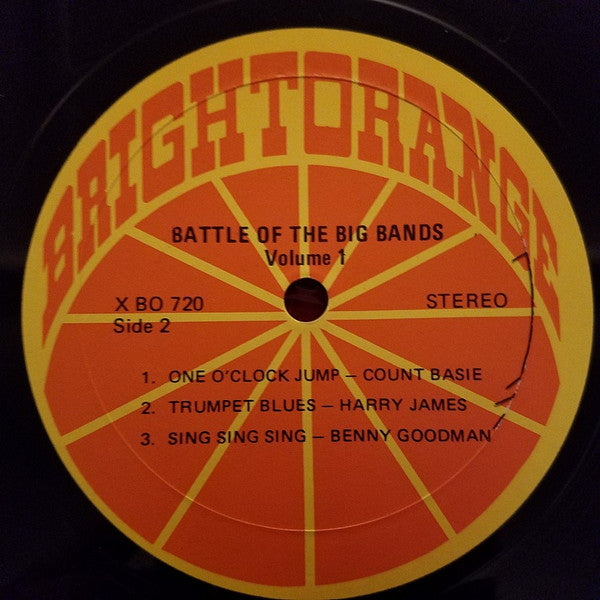 BRIGHTORANGE
BATTLE OF THE BIG BANDS
Volume 1
X BO 720
STEREO
Side 2
1. ONE O'CLOCK JUMP — COUNT BASIE
2. TRUMPET BLUES — HARRY JAMES
3. SING SING SING — BENNY GOODMAN